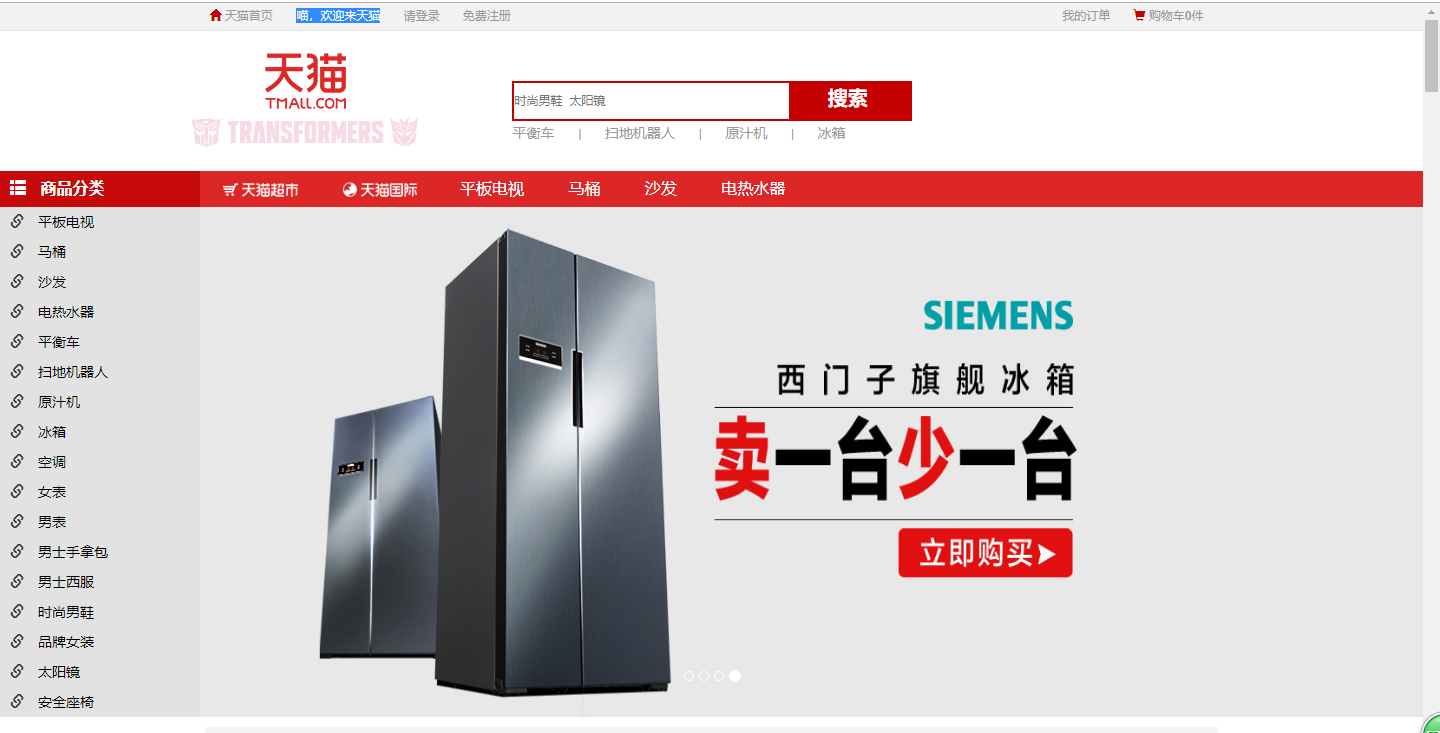 天猫首页 喵，欢迎来天猫 请登录 免费注册 我的订单 购物车0件
天猫
TMALL.COM
TRANSFORMERS
时尚男鞋 太阳镜 搜索
平衡车 | 扫地机器人 | 原汁机 | 冰箱
商品分类 天猫超市 天猫国际 平板电视 马桶 沙发 电热水器
平板电视
马桶
沙发
电热水器
平衡车
扫地机器人
原汁机
冰箱
空调
女表
男表
男士手拿包
男士西服
时尚男鞋
品牌女装
太阳镜
安全座椅
SIEMENS
西门子旗舰冰箱
卖一台少一台
立即购买